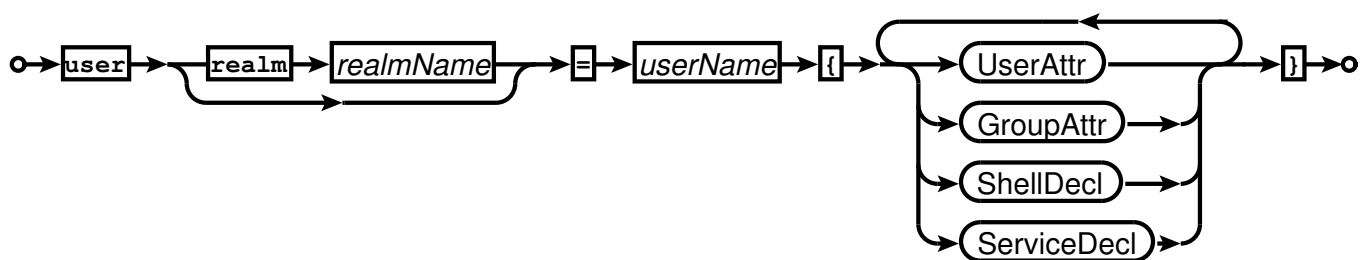 user realm realmName = userName { UserAttr }
GroupAttr
ShellDecl
ServiceDecl